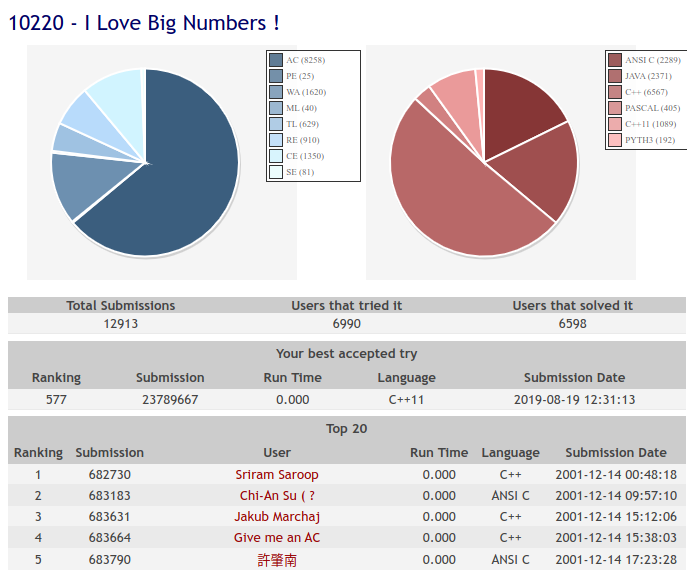 10220 - I Love Big Numbers !
AC (8258)
PE (25)
WA (1620)
ML (40)
TL (629)
RE (910)
CE (1350)
SE (81)
ANSI C (2289)
JAVA (2371)
C++ (6567)
PASCAL (405)
C++11 (1089)
PYTH3 (192)
Total Submissions Users that tried it Users that solved it
12913 6990 6598
Your best accepted try
Ranking Submission Run Time Language Submission Date
577 23789667 0.000 C++11 2019-08-19 12:31:13
Top 20
Ranking Submission User Run Time Language Submission Date
1 682730 Sriram Saroop 0.000 C++ 2001-12-14 00:48:18
2 683183 Chi-An Su ( ? 0.000 ANSI C 2001-12-14 09:57:10
3 683631 Jakub Marchaj 0.000 C++ 2001-12-14 15:12:06
4 683664 Give me an AC 0.000 C++ 2001-12-14 15:38:03
5 683790 許肇南 0.000 ANSI C 2001-12-14 17:23:28